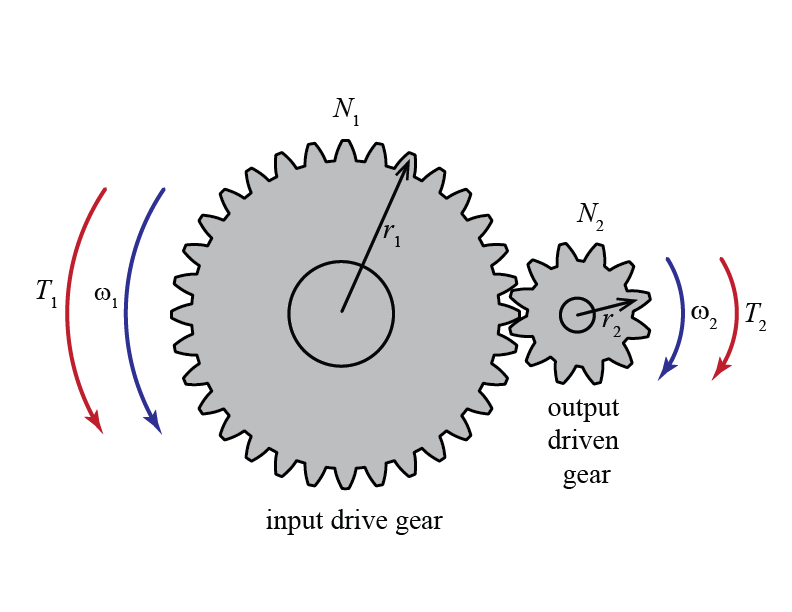 N₁
N₂
r₁
T₁
ω₁
r₂
ω₂
T₂
output
driven
gear
input drive gear